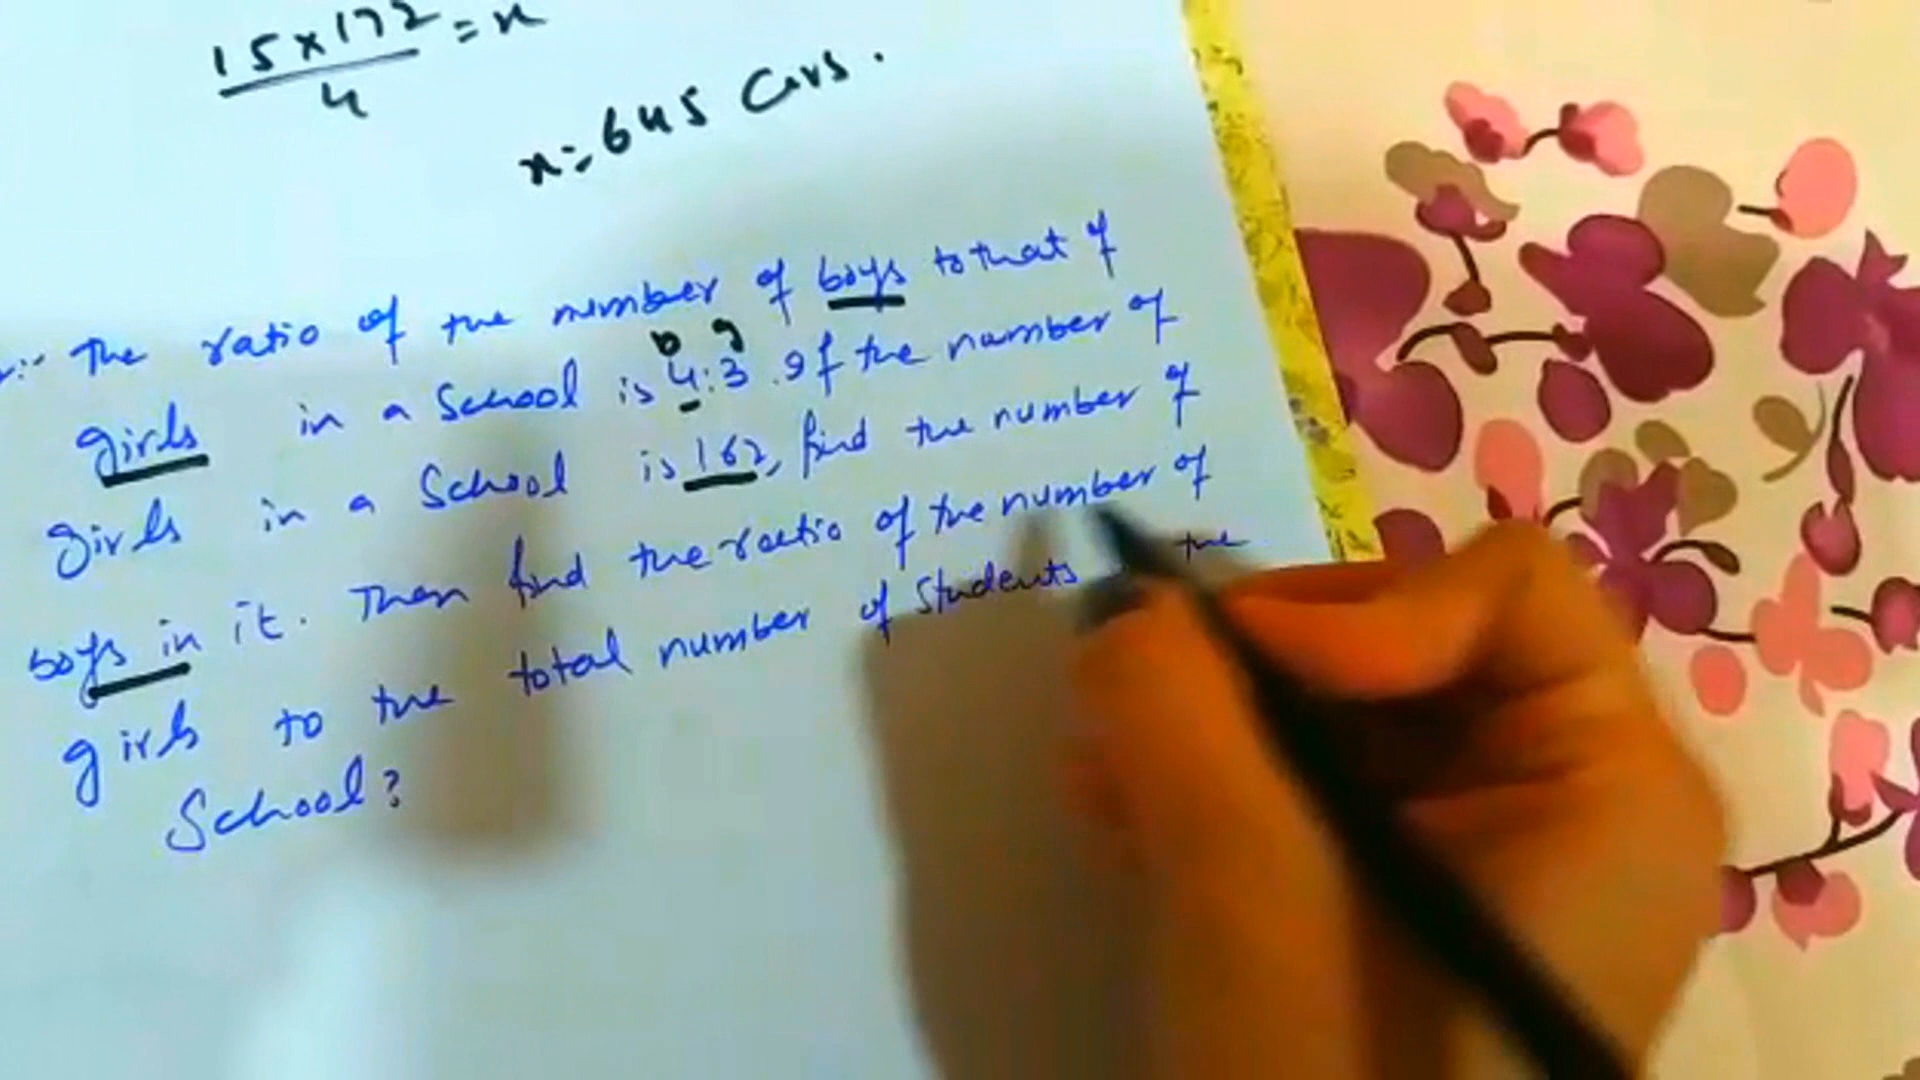 15×172/4 = x
x = 645 Cars.
The ratio of the number of boys to that of
b g
girls in a School is 4:3. If the number of
girls in a School is 162, find the number of
boys in it. Then find the ratio of the number of
girls to the total number of students the
School?